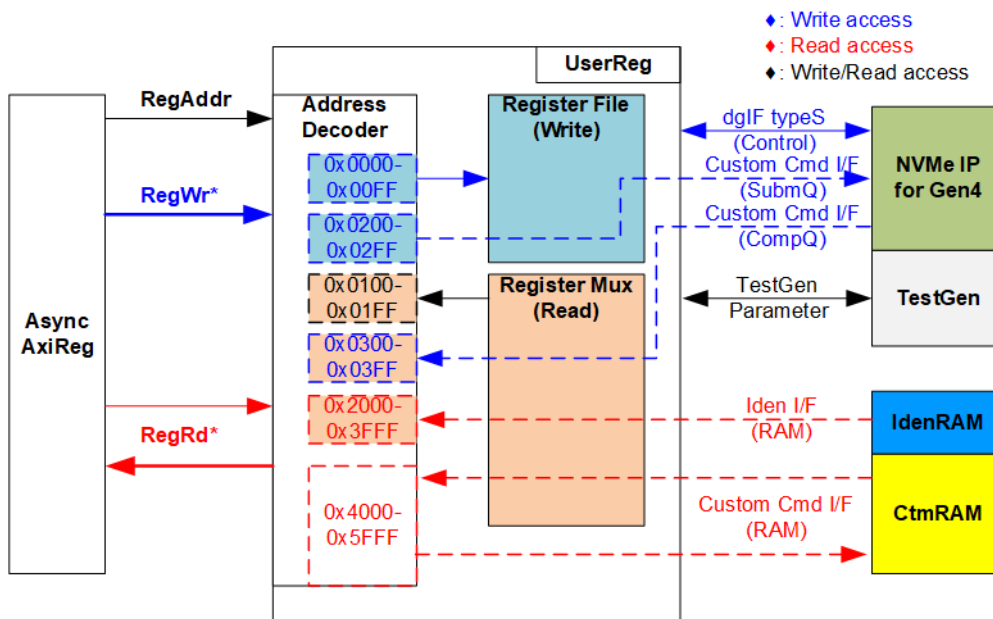 ♦: Write access
♦: Read access
♦: Write/Read access
UserReg
RegAddr
Address
Decoder
Register File
(Write)
dgIF typeS
(Control)
0x0000-
0x00FF
Custom Cmd I/F
(SubmQ)
NVMe IP
for Gen4
RegWr*
0x0200-
0x02FF
Custom Cmd I/F
(CompQ)
0x0100-
0x01FF
Register Mux
(Read)
TestGen
Parameter
TestGen
Async
AxiReg
0x0300-
0x03FF
0x2000-
0x3FFF
Iden I/F
(RAM)
IdenRAM
RegRd*
0x4000-
0x5FFF
Custom Cmd I/F
(RAM)
CtmRAM